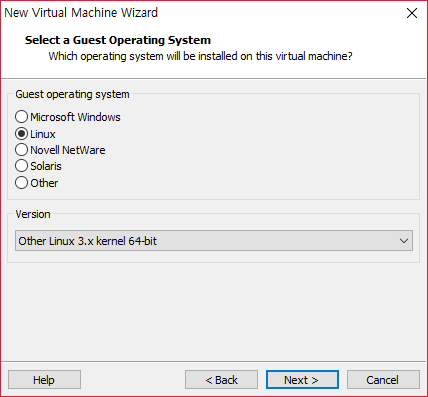 New Virtual Machine Wizard
Select a Guest Operating System
Which operating system will be installed on this virtual machine?
Guest operating system
Microsoft Windows
Linux
Novell NetWare
Solaris
Other
Version
Other Linux 3.x kernel 64-bit
Help
< Back
Next >
Cancel